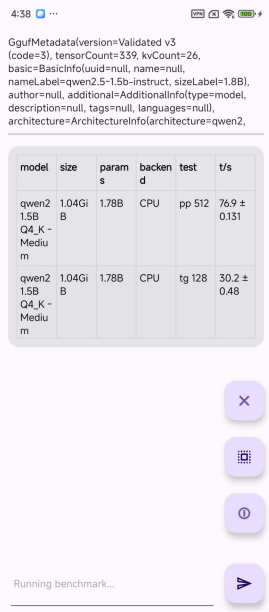 4:38 ...
VPN 100
GgufMetadata(version=Validated v3
(code=3), tensorCount=339, kvCount=26,
basic=BasicInfo(uuid=null, name=null,
nameLabel=qwen2.5-1.5b-instruct, sizeLabel=1.8B),
author=null, additional=AdditionalInfo(type=model,
description=null, tags=null, languages=null),
architecture=ArchitectureInfo(architecture=qwen2,
model size param backen test t/s
s d
qwen2 1.04Gi 1.78B CPU pp 512 76.9 ±
1.5B B 0.131
Q4_K -
Mediu
m
qwen2 1.04Gi 1.78B CPU tg 128 30.2 ±
1.5B B 0.48
Q4_K -
Mediu
m
Running benchmark...